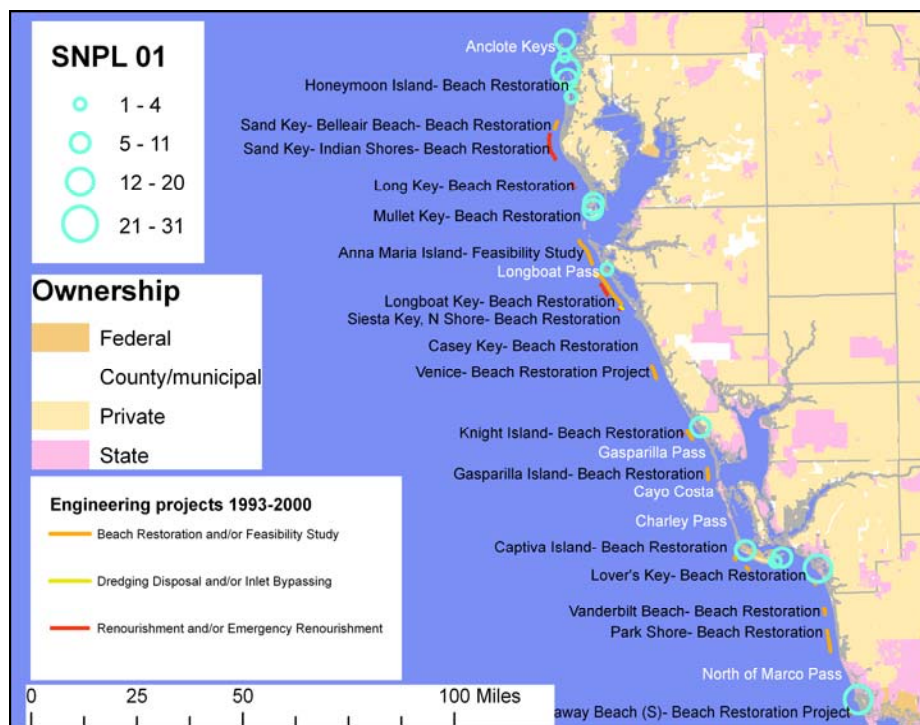 SNPL 01
1 - 4
5 - 11
12 - 20
21 - 31
Ownership
Federal
County/municipal
Private
State
Engineering projects 1993-2000
Beach Restoration and/or Feasibility Study
Dredging Disposal and/or Inlet Bypassing
Renourishment and/or Emergency Renourishment
0 25 50 100 Miles
Anclote Keys
Honeymoon Island- Beach Restoration
Sand Key- Belleair Beach- Beach Restoration
Sand Key- Indian Shores- Beach Restoration
Long Key- Beach Restoration
Mullet Key- Beach Restoration
Anna Maria Island- Feasibility Study
Longboat Pass
Longboat Key- Beach Restoration
Siesta Key, N Shore- Beach Restoration
Casey Key- Beach Restoration
Venice- Beach Restoration Project
Knight Island- Beach Restoration
Gasparilla Pass
Gasparilla Island- Beach Restoration
Cayo Costa
Charley Pass
Captiva Island- Beach Restoration
Lover's Key- Beach Restoration
Vanderbilt Beach- Beach Restoration
Park Shore- Beach Restoration
North of Marco Pass
away Beach (S)- Beach Restoration Project